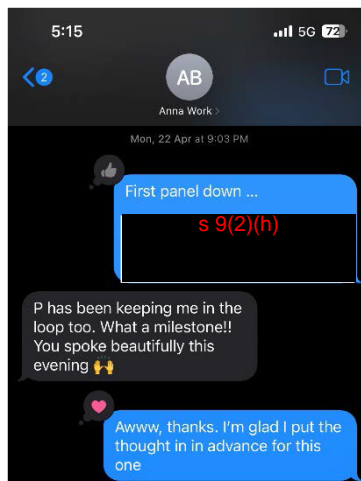 5:15
5G 72
2
AB
Anna Work
Mon, 22 Apr at 9:03 PM
First panel down ...
s 9(2)(h)
P has been keeping me in the
loop too. What a milestone!!
You spoke beautifully this
evening 🙌
Awww, thanks. I'm glad I put the
thought in in advance for this
one